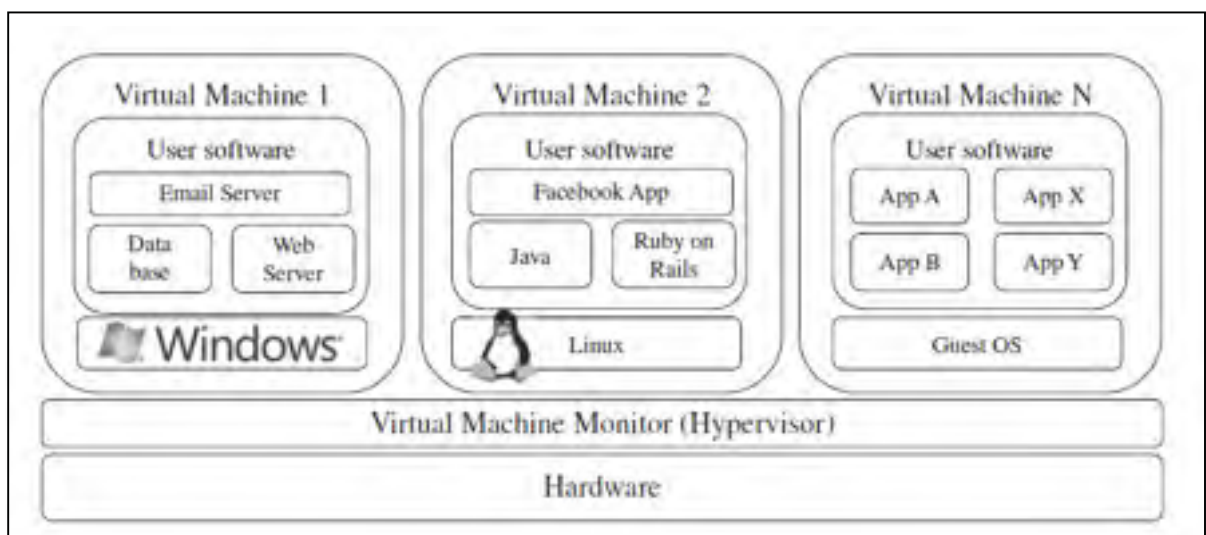 Virtual Machine 1
User software
Email Server
Data
base
Web
Server
Windows
Virtual Machine 2
User software
Facebook App
Java
Ruby on
Rails
Linux
Virtual Machine N
User software
App A
App X
App B
App Y
Guest OS
Virtual Machine Monitor (Hypervisor)
Hardware